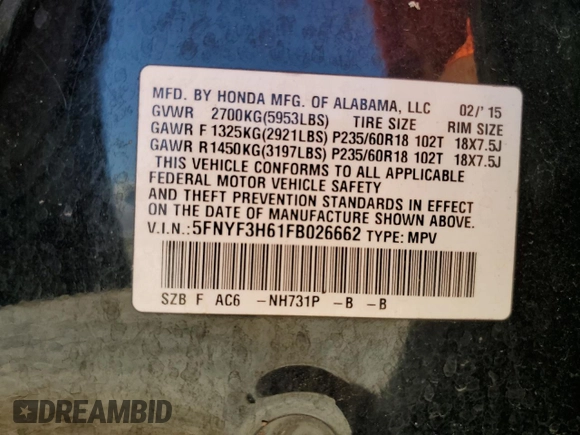 MFD. BY HONDA MFG. OF ALABAMA, LLC 02/'15
GVWR 2700KG(5953LBS) TIRE SIZE RIM SIZE
GAWR F 1325KG(2921LBS) P235/60R18 102T 18X7.5J
GAWR R 1450KG(3197LBS) P235/60R18 102T 18X7.5J
THIS VEHICLE CONFORMS TO ALL APPLICABLE
FEDERAL MOTOR VEHICLE SAFETY
AND THEFT PREVENTION STANDARDS IN EFFECT
ON THE DATE OF MANUFACTURE SHOWN ABOVE.
V.I.N.: 5FNYF3H61FB026662 TYPE: MPV
SZB F AC6 -NH731P -B -B
DREAMBID